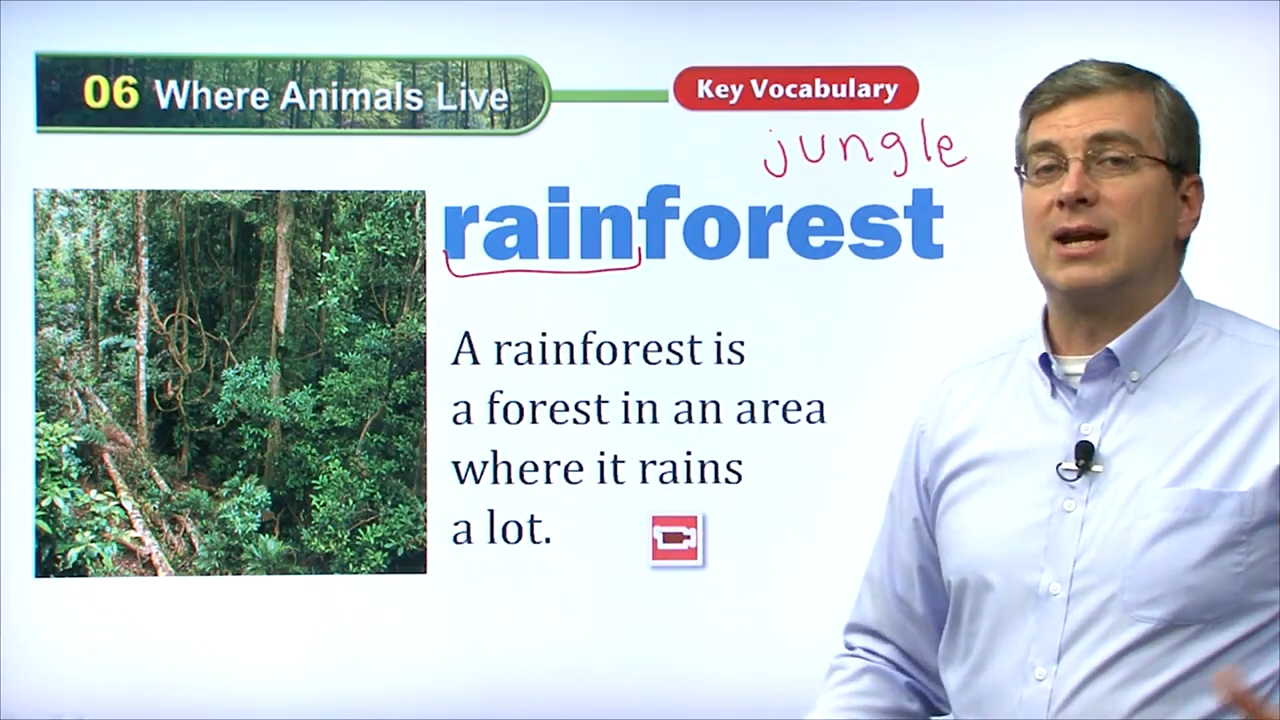 06 Where Animals Live
Key Vocabulary
jungle
rainforest
A rainforest is
a forest in an area
where it rains
a lot.